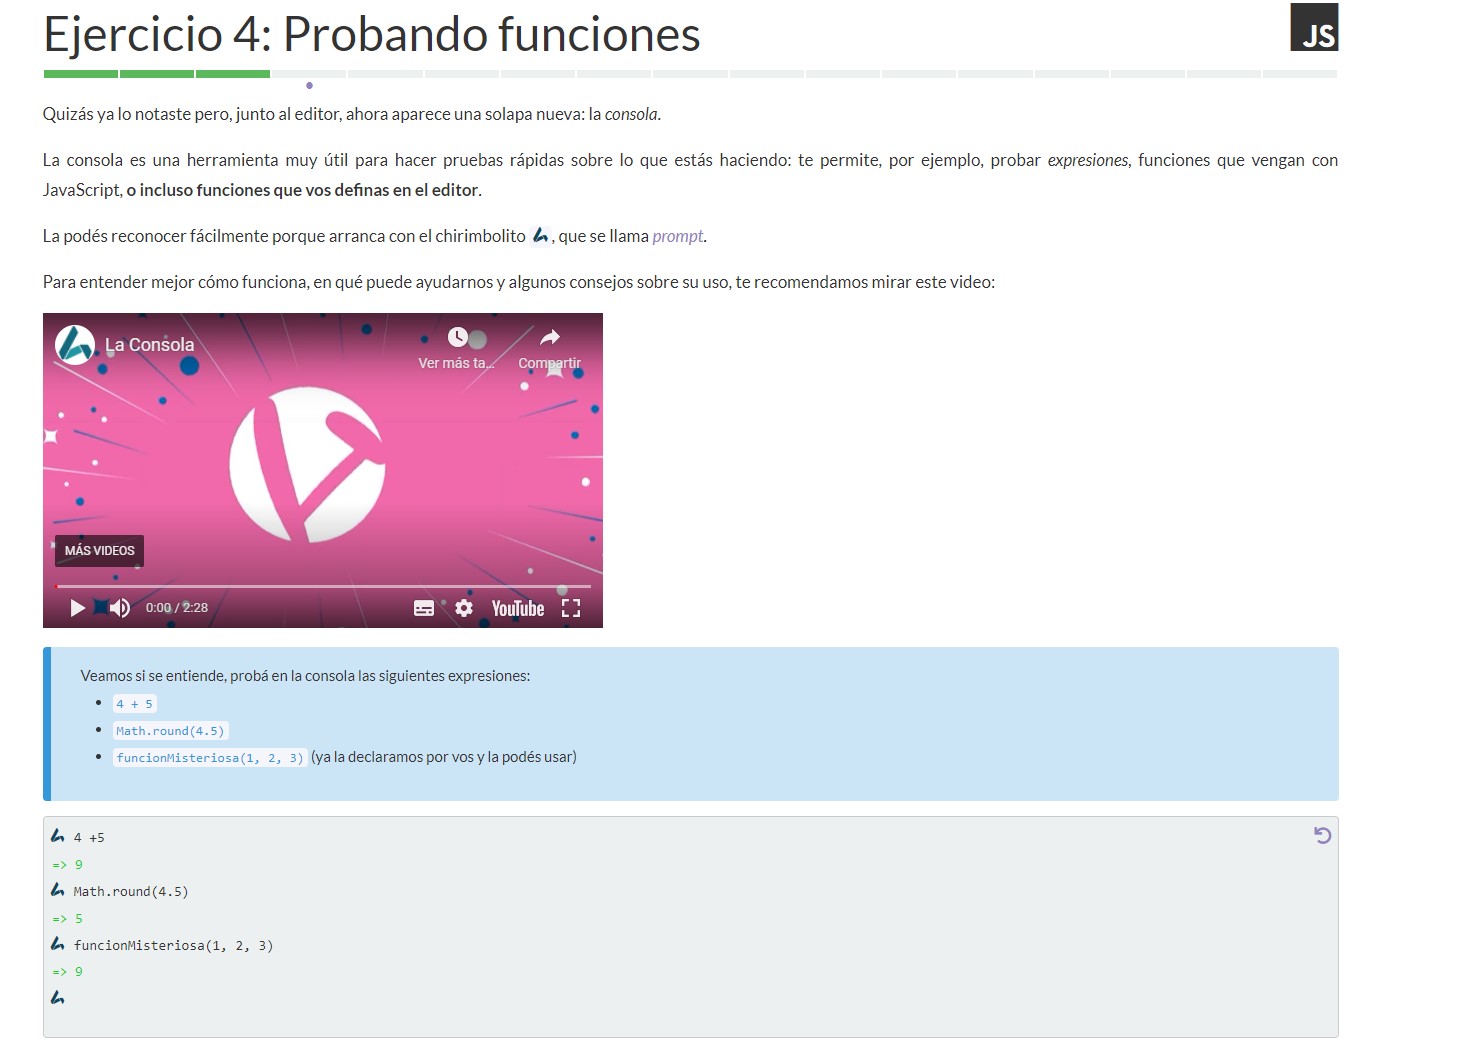 Ejercicio 4: Probando funciones
JS
Quizás ya lo notaste pero, junto al editor, ahora aparece una solapa nueva: la consola.
La consola es una herramienta muy útil para hacer pruebas rápidas sobre lo que estás haciendo: te permite, por ejemplo, probar expresiones, funciones que vengan con
JavaScript, o incluso funciones que vos definas en el editor.
La podés reconocer fácilmente porque arranca con el chirimbolito , que se llama prompt.
Para entender mejor cómo funciona, en qué puede ayudarnos y algunos consejos sobre su uso, te recomendamos mirar este video:
La Consola
Ver más ta...
Compartir
MÁS VIDEOS
0:00 / 2:28
YouTube
Veamos si se entiende, probá en la consola las siguientes expresiones:
4 + 5
Math.round(4.5)
funcionMisteriosa(1, 2, 3) (ya la declaramos por vos y la podés usar)
4 +5
=> 9
Math.round(4.5)
=> 5
funcionMisteriosa(1, 2, 3)
=> 9